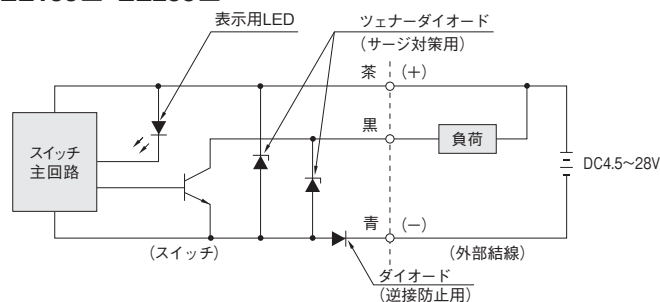 表示用LED
ツェナーダイオード
(サージ対策用)
茶 (+)
黒
スイッチ
主回路
負荷
DC4.5~28V
青 (−)
(スイッチ)
(外部結線)
ダイオード
(逆接防止用)